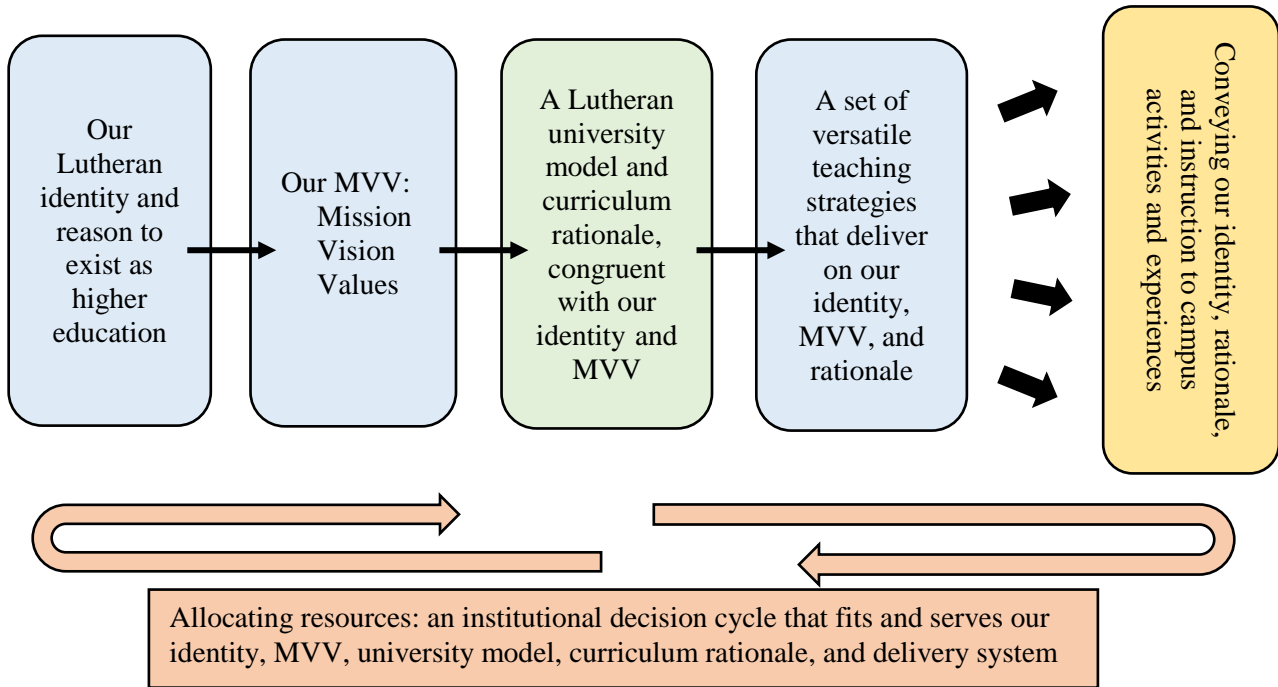 Our
Lutheran
identity and
reason to
exist as
higher
education
Our MVV:
Mission
Vision
Values
A Lutheran
university
model and
curriculum
rationale,
congruent
with our
identity and
MVV
A set of
versatile
teaching
strategies
that deliver
on our
identity,
MVV, and
rationale
Conveying our identity, rationale,
and instruction to campus
activities and experiences
Allocating resources: an institutional decision cycle that fits and serves our
identity, MVV, university model, curriculum rationale, and delivery system